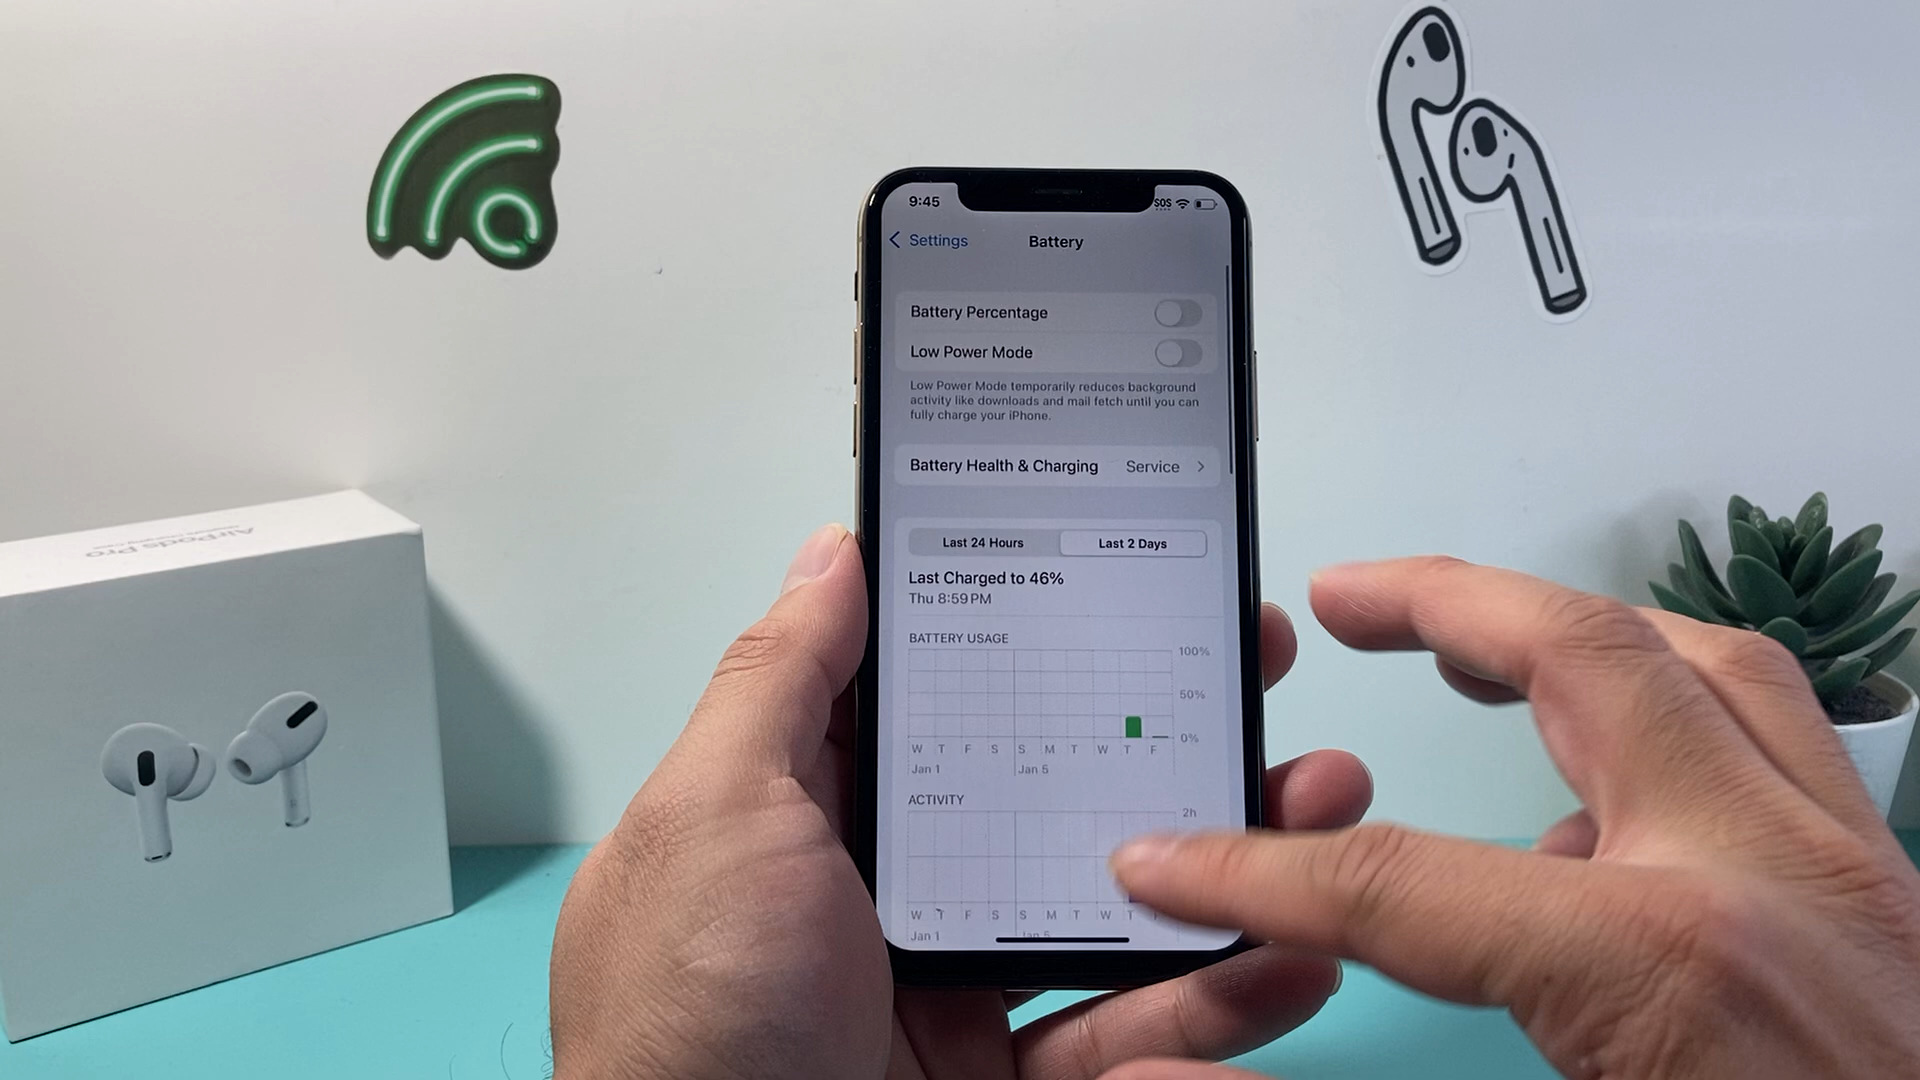 9:45
SOS
Settings
Battery
Battery Percentage
Low Power Mode
Low Power Mode temporarily reduces background
activity like downloads and mail fetch until you can
fully charge your iPhone.
Battery Health & Charging Service
Last 24 Hours Last 2 Days
Last Charged to 46%
Thu 8:59 PM
BATTERY USAGE
100%
50%
0%
W T F S S M T W T F
Jan 1 Jan 5
ACTIVITY
2h
W T F S S M T W T F
Jan 1 Jan 5
AirPods Pro